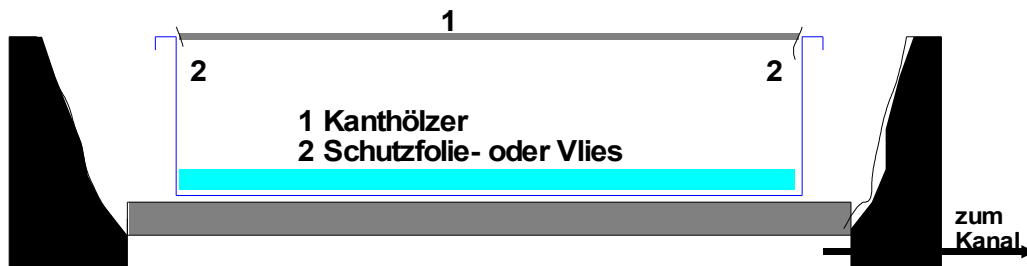 1
2 2
1 Kanthölzer
2 Schutzfolie- oder Vlies
zum
Kanal